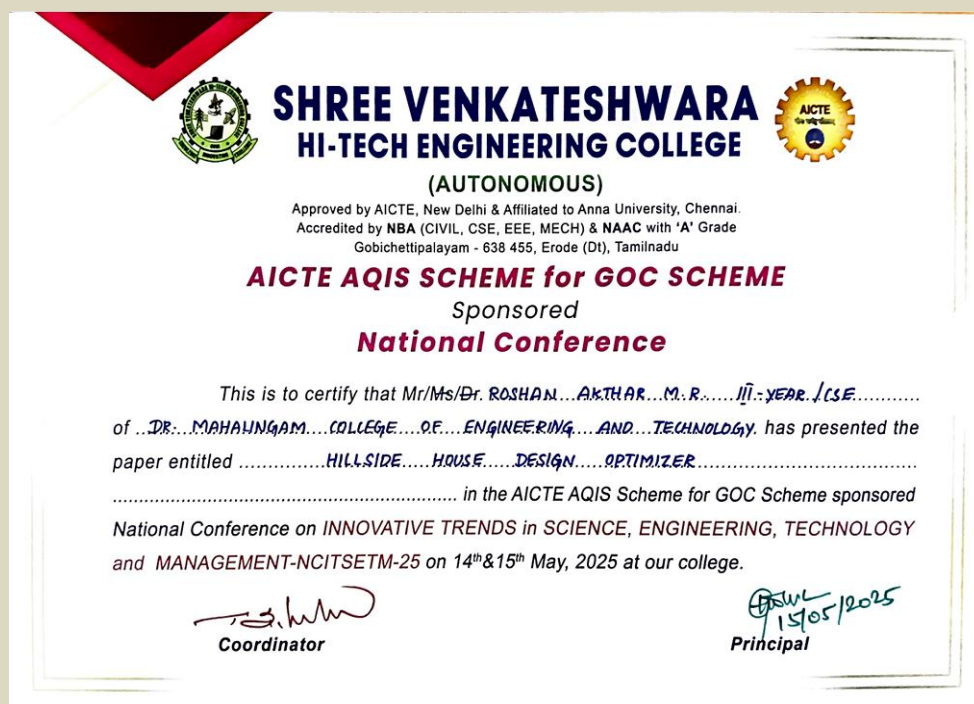 SHREE VENKATESHWARA
HI-TECH ENGINEERING COLLEGE
AICTE
(AUTONOMOUS)
Approved by AICTE, New Delhi & Affiliated to Anna University, Chennai.
Accredited by NBA (CIVIL, CSE, EEE, MECH) & NAAC with 'A' Grade
Gobichettipalayam - 638 455, Erode (Dt), Tamilnadu
AICTE AQIS SCHEME for GOC SCHEME
Sponsored
National Conference
This is to certify that Mr/Ms/Dr. ROSHAN AKTHAR M.R. III-YEAR/CSE
of DR. MAHALINGAM COLLEGE OF ENGINEERING AND TECHNOLOGY. has presented the
paper entitled HILLSIDE HOUSE DESIGN OPTIMIZER
in the AICTE AQIS Scheme for GOC Scheme sponsored
National Conference on INNOVATIVE TRENDS in SCIENCE, ENGINEERING, TECHNOLOGY
and MANAGEMENT-NCITSETM-25 on 14th&15th May, 2025 at our college.
15/05/2025
Coordinator
Principal